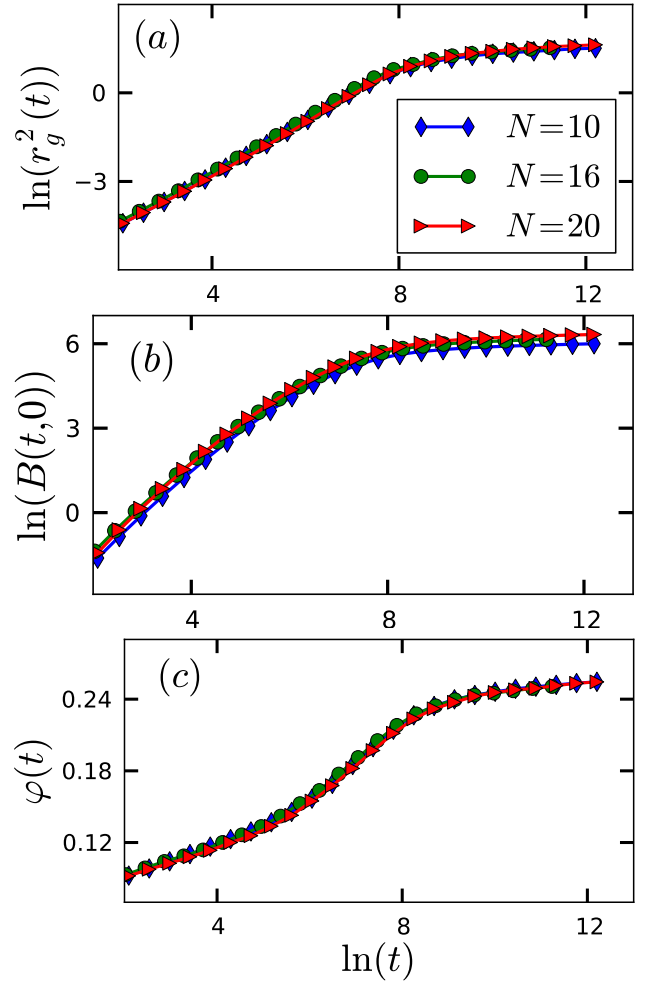 (a)
ln(r_g^2(t))
0
−3
N=10
N=16
N=20
4 8 12
(b)
ln(B(t,0))
6
3
0
4 8 12
(c)
φ(t)
0.24
0.18
0.12
4 8 12
ln(t)